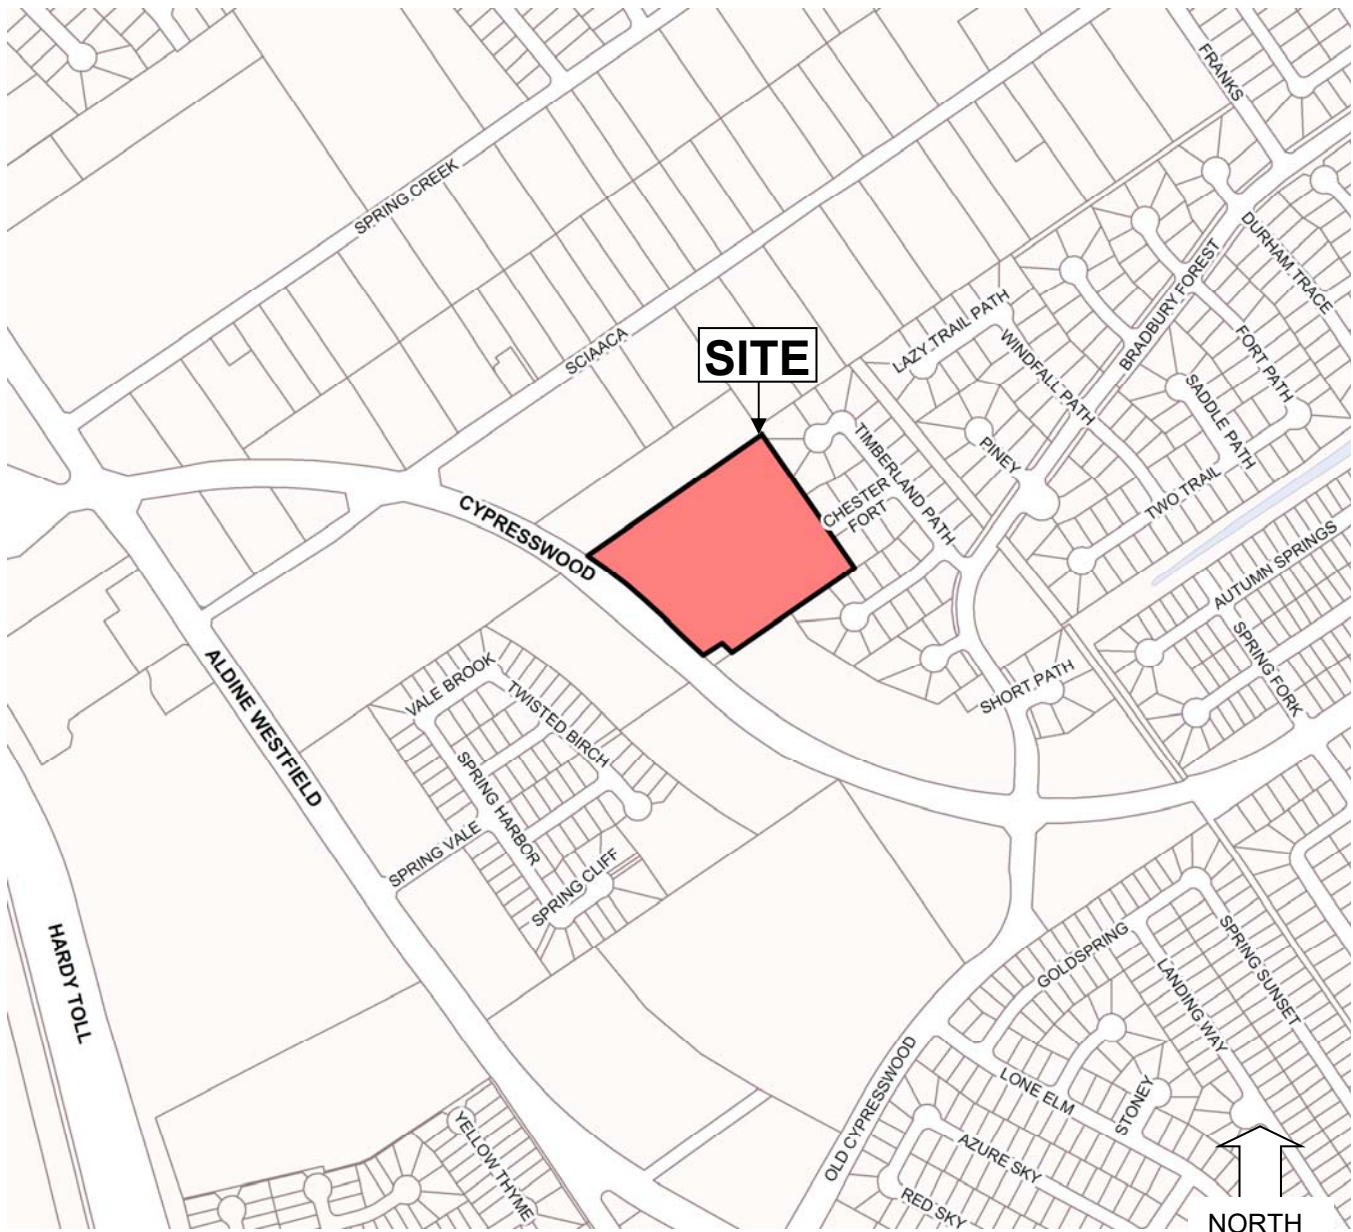 FRANKS
SPRING CREEK
DURHAM TRACE
BRADBURY FOREST
LAZY TRAIL PATH
SCIAACA
SITE
WINDFALL PATH
FORT PATH
SADDLE PATH
TIMBERLAND PATH
PINEY
CHESTER
FORT
TWO TRAIL
CYPRESSWOOD
AUTUMN SPRINGS
SPRING FORK
SHORT PATH
VALE BROOK
TWISTED BIRCH
ALDINE WESTFIELD
SPRING HARBOR
SPRING VALE
SPRING CLIFF
HARDY TOLL
GOLDSPRING
SPRING SUNSET
LANDING WAY
OLD CYPRESSWOOD
LONE ELM
STONEY
YELLOW THYME
AZURE SKY
RED SKY
NORTH